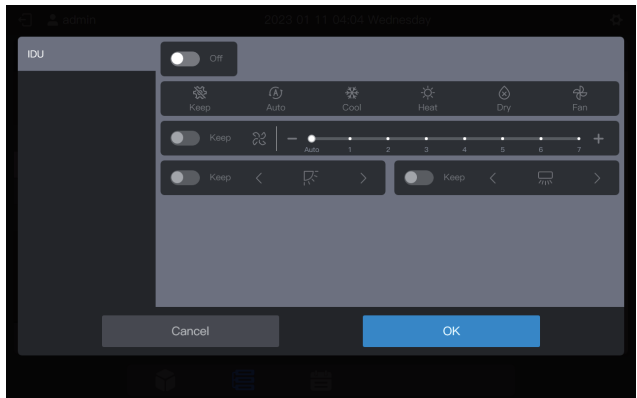 admin 2023 01 11 04:04 Wednesday
IDU
Off
Keep Auto Cool Heat Dry Fan
Keep
Auto 1 2 3 4 5 6 7
Keep Keep
Cancel OK